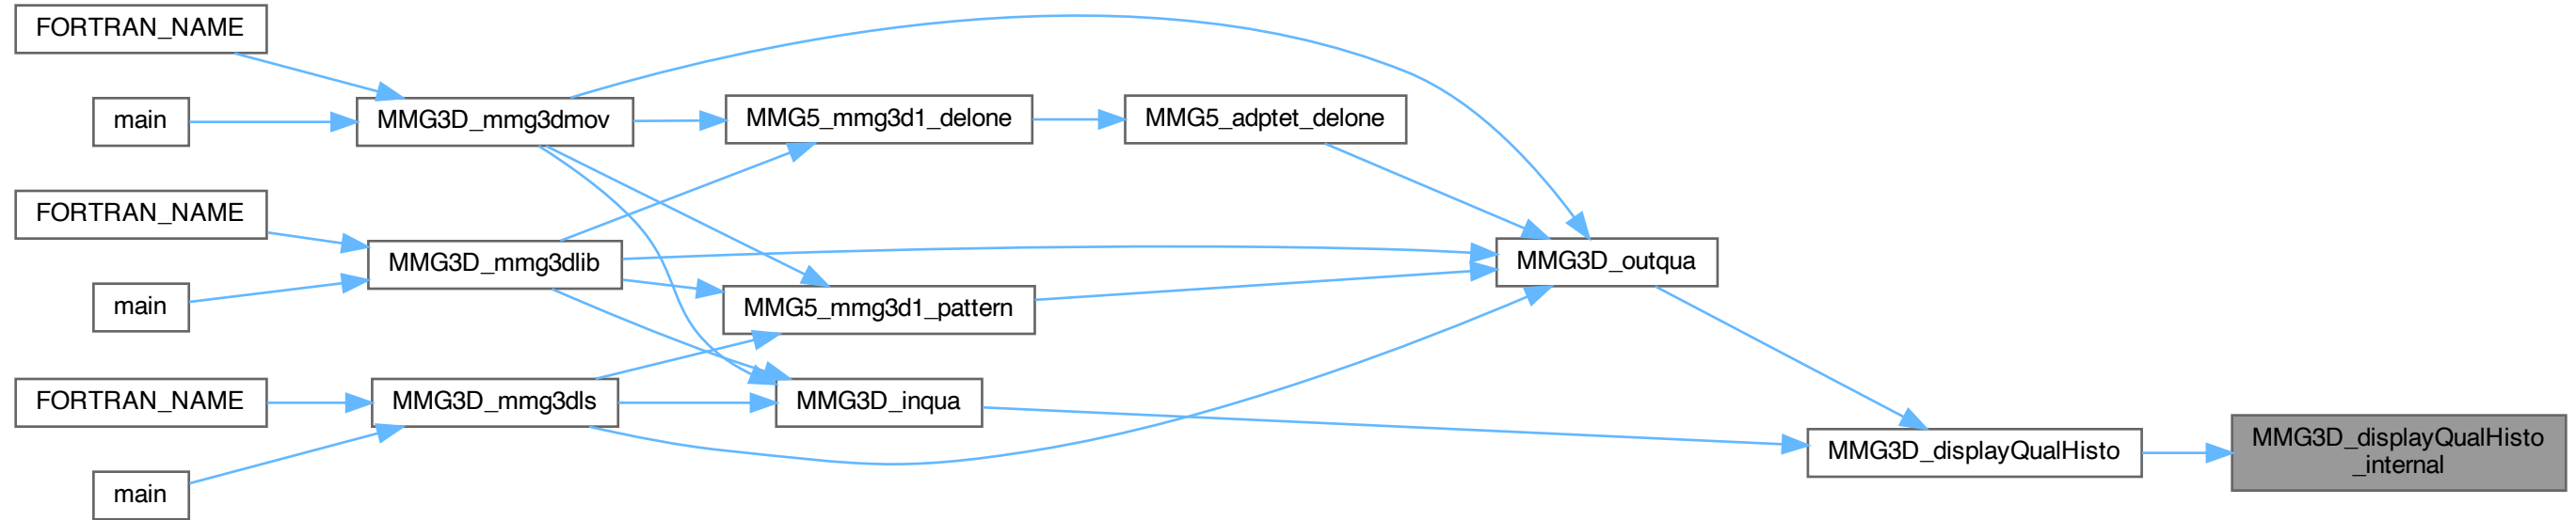 FORTRAN_NAME
main
MMG3D_mmg3dmov
MMG5_mmg3d1_delone
MMG5_adptet_delone
FORTRAN_NAME
MMG3D_mmg3dlib
main
MMG5_mmg3d1_pattern
MMG3D_outqua
FORTRAN_NAME
MMG3D_mmg3dls
MMG3D_inqua
main
MMG3D_displayQualHisto
MMG3D_displayQualHisto
_internal